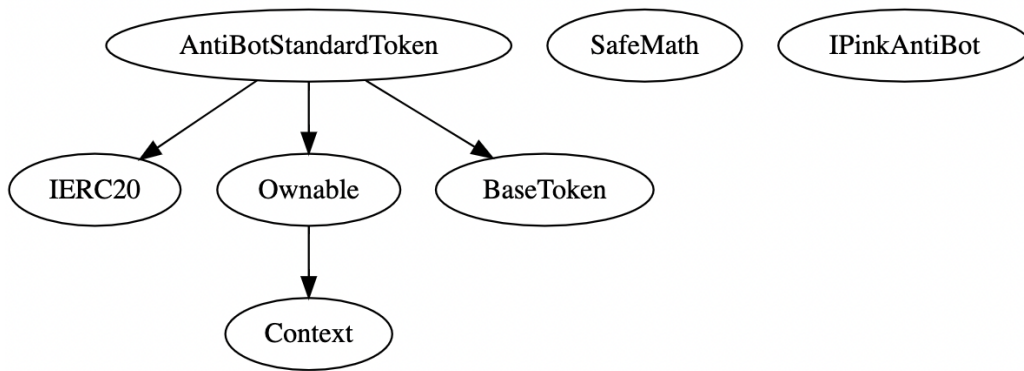 AntiBotStandardToken
SafeMath
IPinkAntiBot
IERC20
Ownable
BaseToken
Context